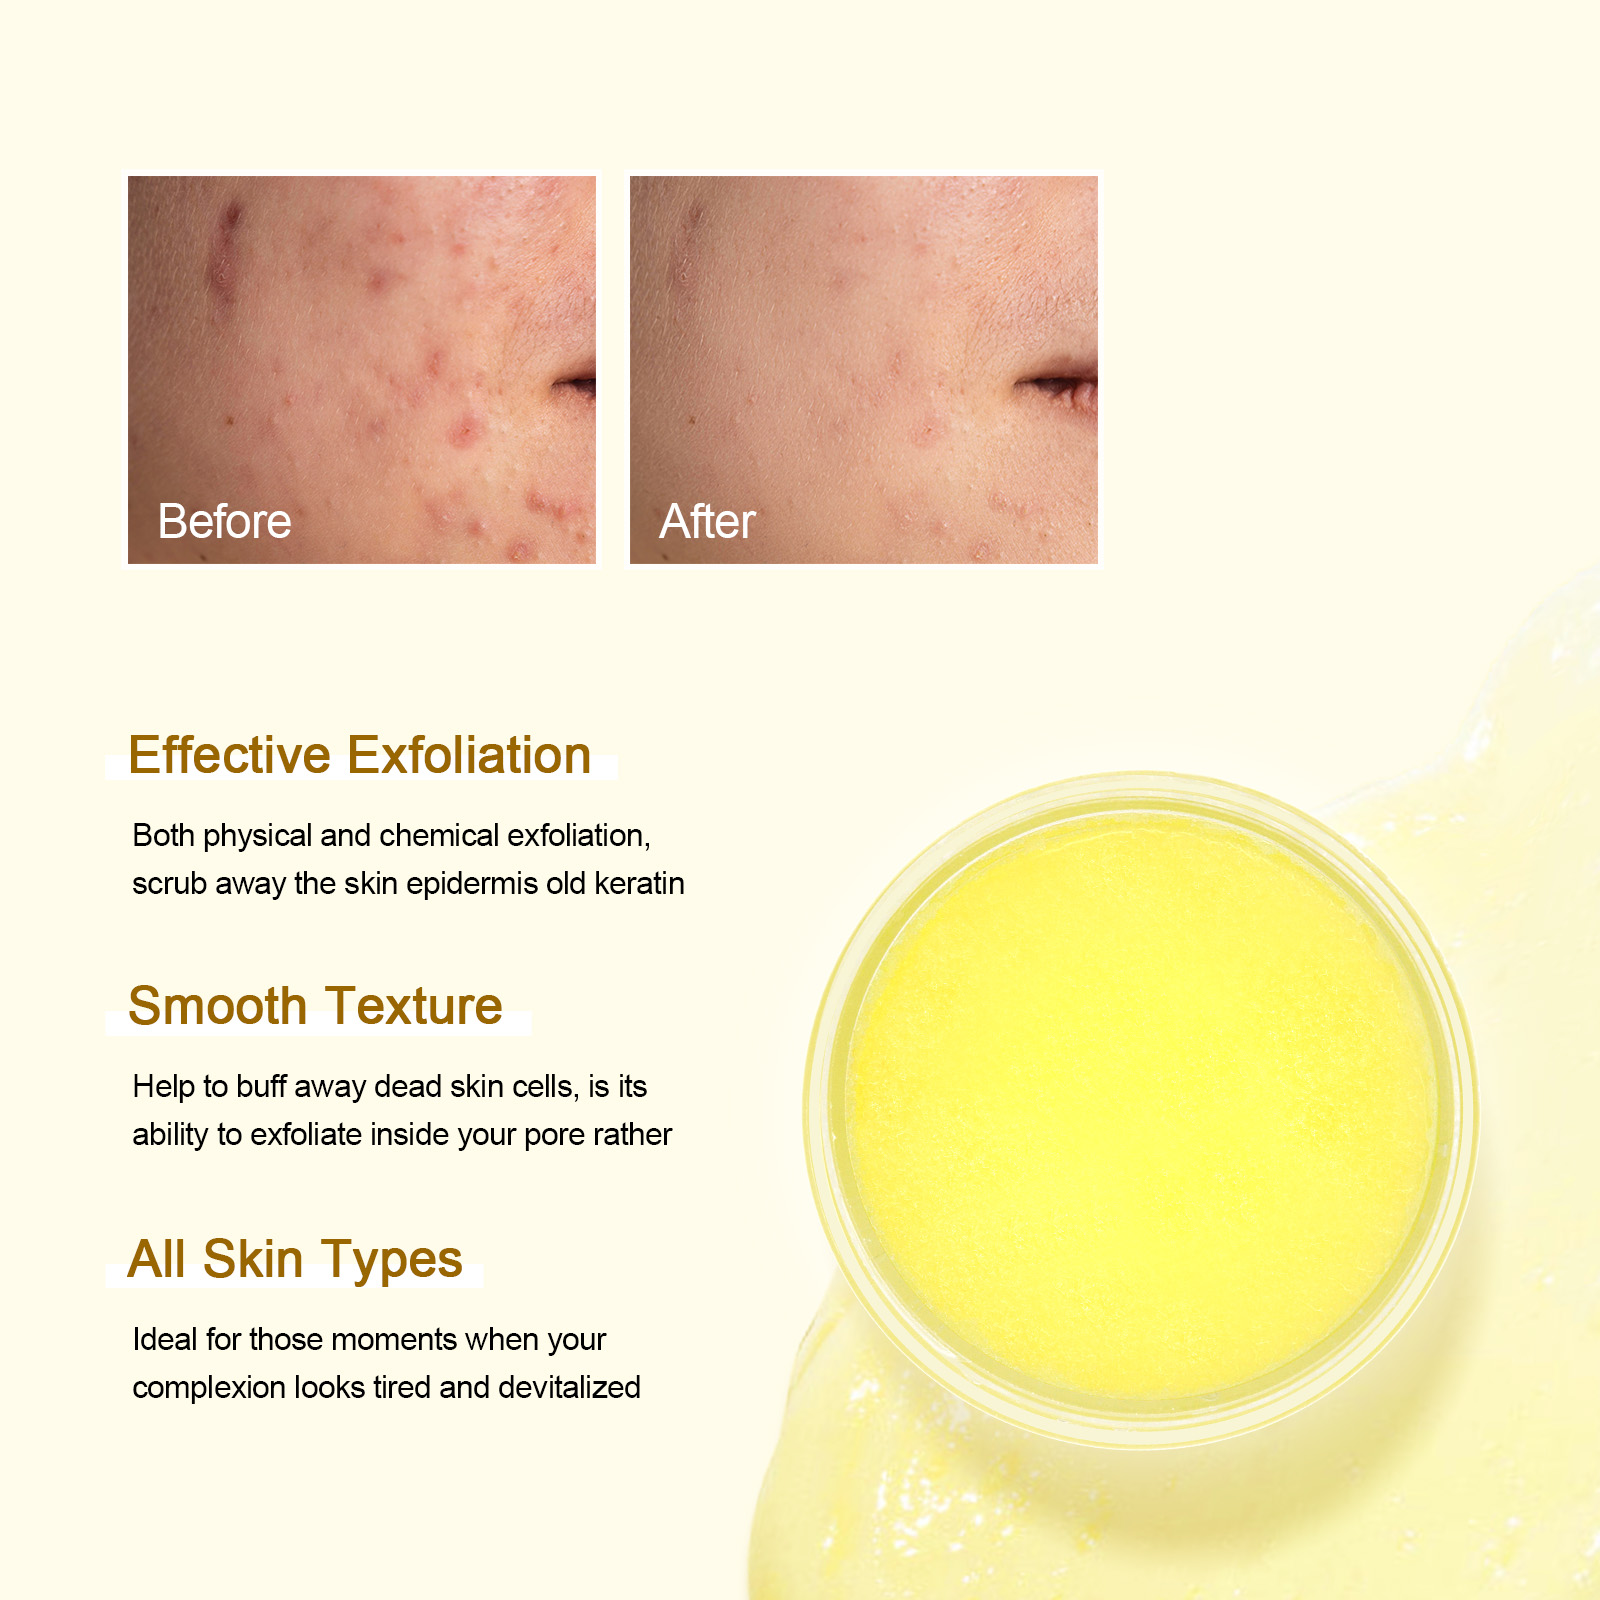 Before
After
Effective Exfoliation
Both physical and chemical exfoliation,
scrub away the skin epidermis old keratin
Smooth Texture
Help to buff away dead skin cells, is its
ability to exfoliate inside your pore rather
All Skin Types
Ideal for those moments when your
complexion looks tired and devitalized